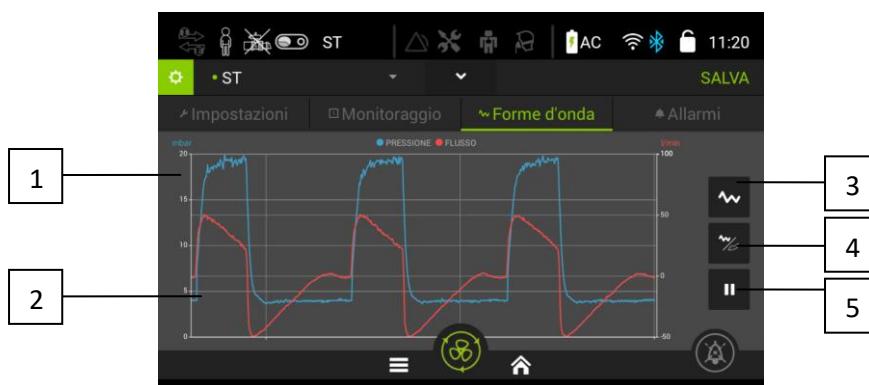 ST AC 11:20
ST SALVA
Impostazioni Monitoraggio Forme d'onda Allarmi
mbar PRESSIONE FLUSSO l/min
20 100
1 3
15
50
4
10
0
5
2 5
0 -50